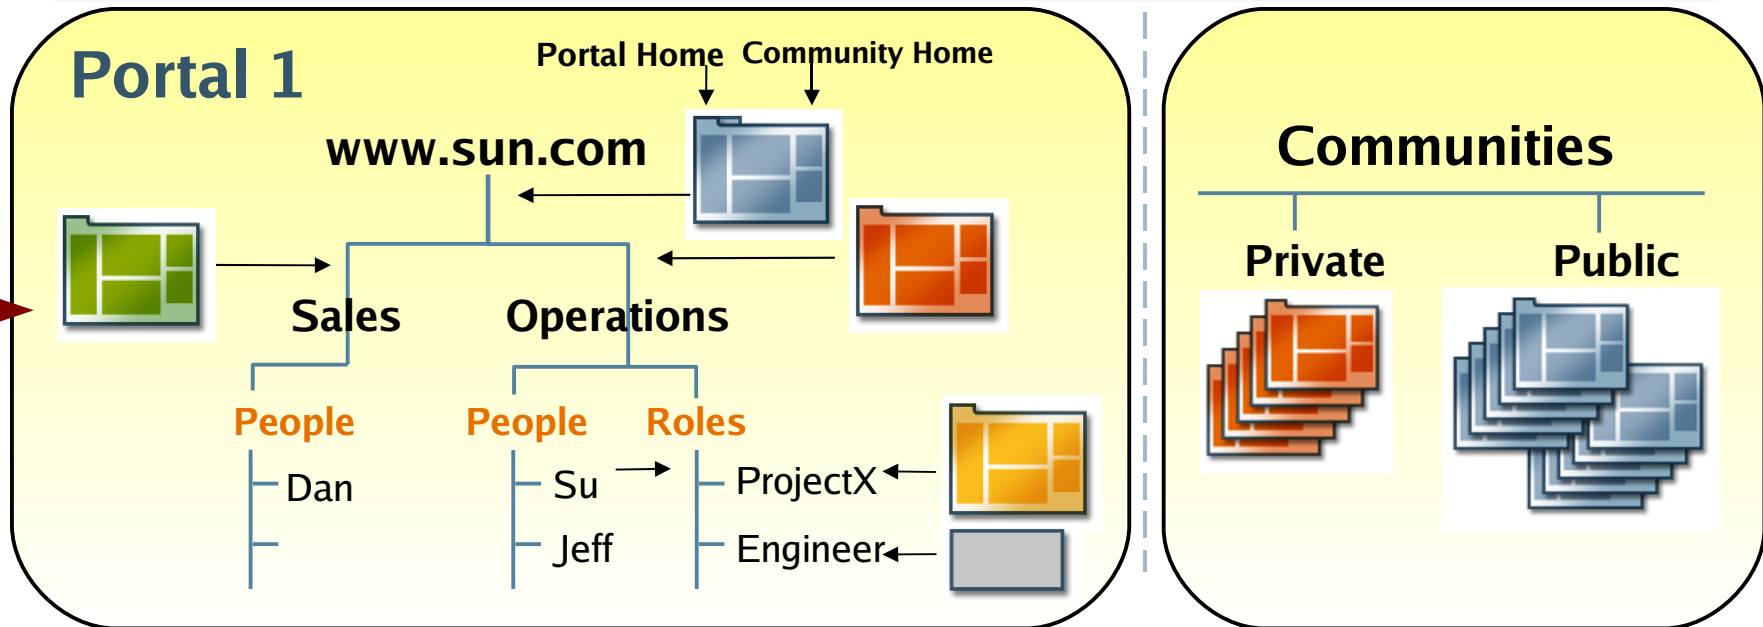 Portal 1
Portal Home
Community Home
www.sun.com
Sales
Operations
People
People
Roles
Dan
Su
ProjectX
Jeff
Engineer
Communities
Private
Public